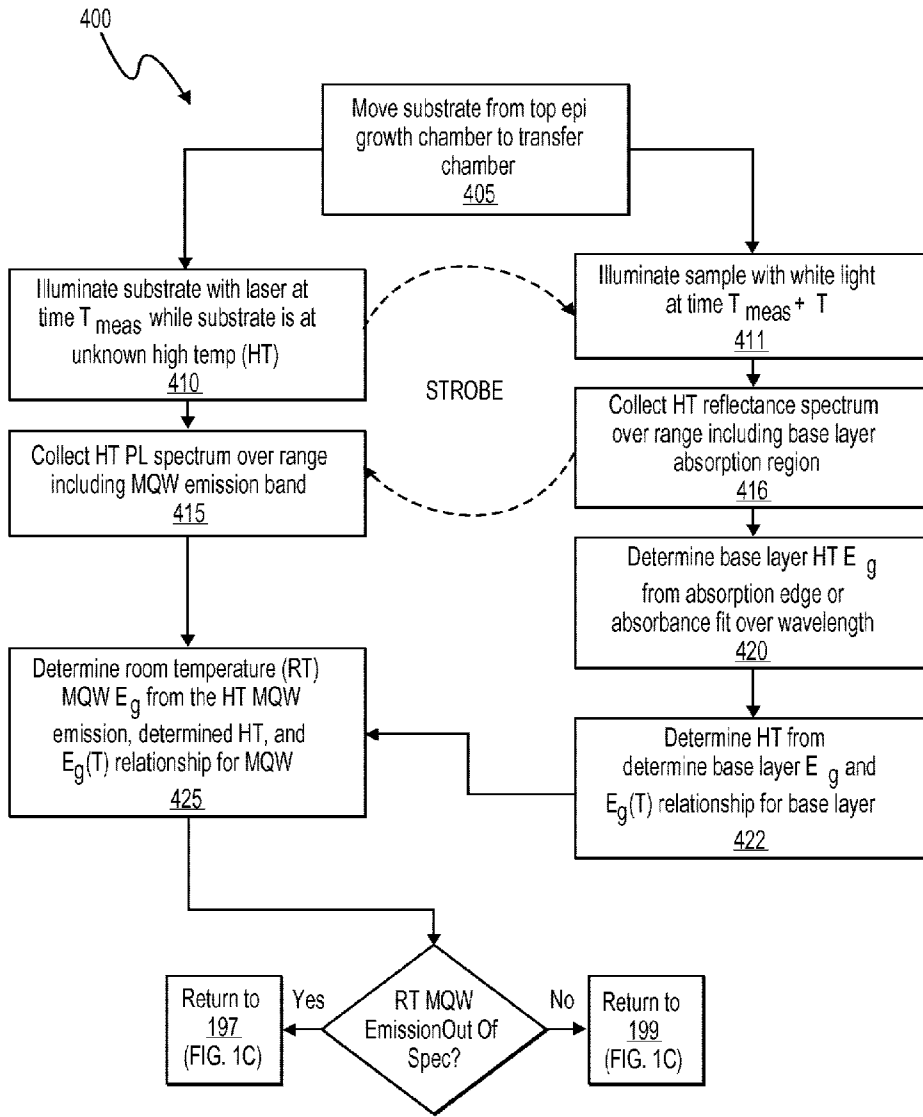 400
Move substrate from top epi
growth chamber to transfer
chamber
405
Illuminate substrate with laser at
time T meas while substrate is at
unknown high temp (HT)
410
Illuminate sample with white light
at time T meas + T
411
STROBE
Collect HT PL spectrum over range
including MQW emission band
415
Collect HT reflectance spectrum
over range including base layer
absorption region
416
Determine base layer HT E g
from absorption edge or
absorbance fit over wavelength
420
Determine room temperature (RT)
MQW Eg from the HT MQW
emission, determined HT, and
Eg(T) relationship for MQW
425
Determine HT from
determine base layer E g and
Eg(T) relationship for base layer
422
Return to
197
(FIG. 1C)
Yes
RT MQW
EmissionOut Of
Spec?
No
Return to
199
(FIG. 1C)